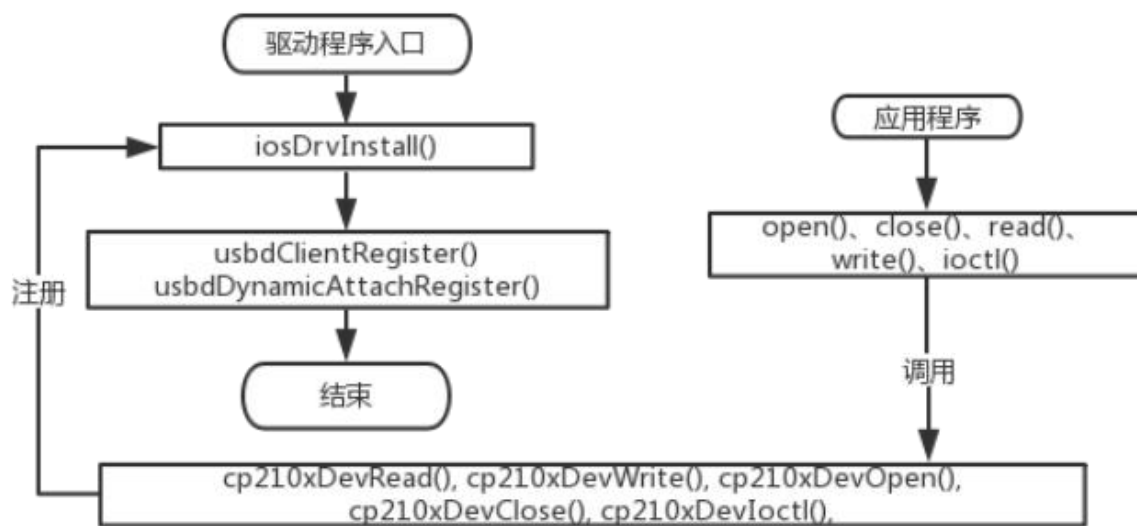 驱动程序入口
iosDrvInstall()
usbdClientRegister()
usbdDynamicAttachRegister()
注册
结束
应用程序
open()、close()、read()、
write()、ioctl()
调用
cp210xDevRead(), cp210xDevWrite(), cp210xDevOpen(),
cp210xDevClose(), cp210xDevIoctl(),